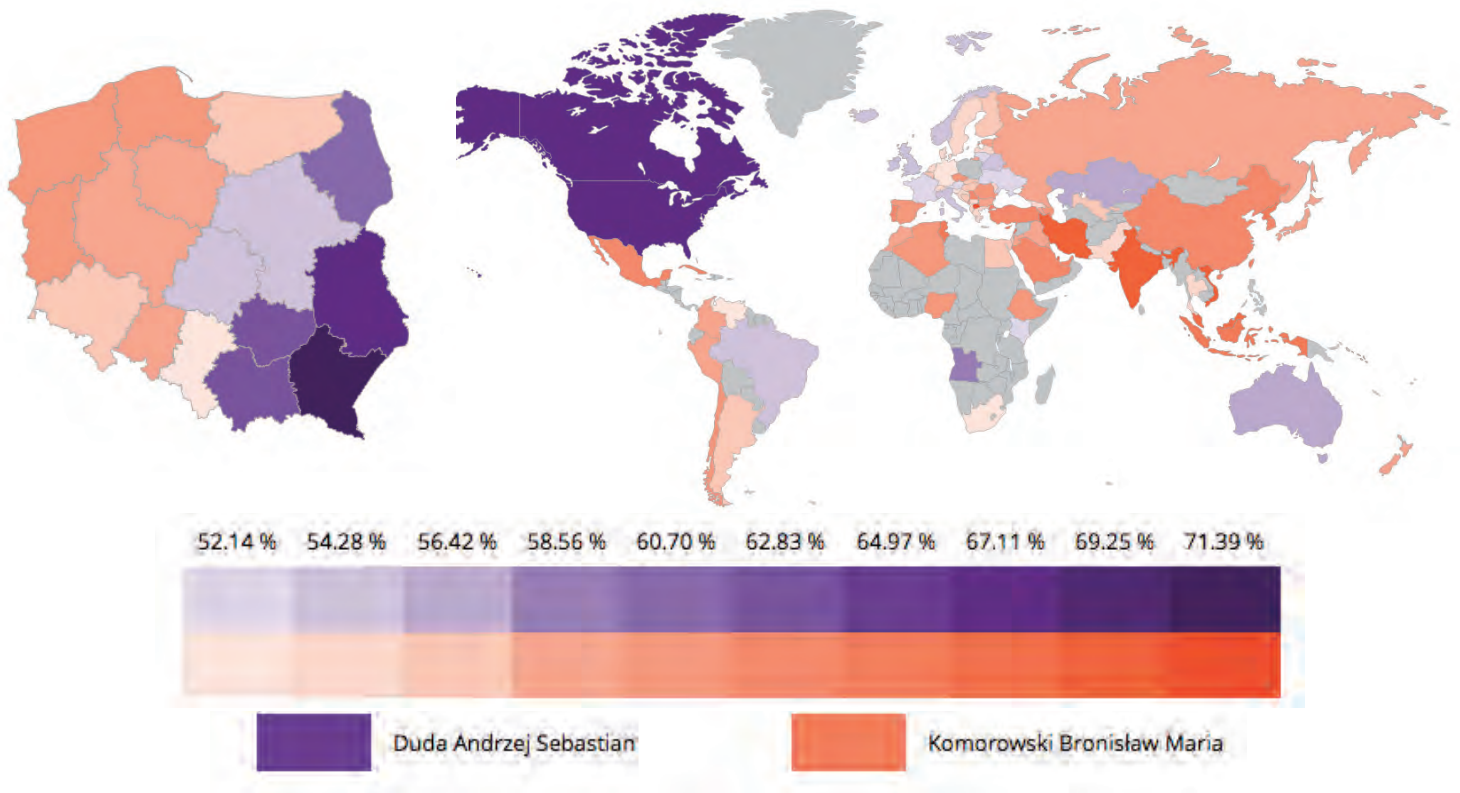 52.14 % 54.28 % 56.42 % 58.56 % 60.70 % 62.83 % 64.97 % 67.11 % 69.25 % 71.39 %
Duda Andrzej Sebastian
Komorowski Bronisław Maria